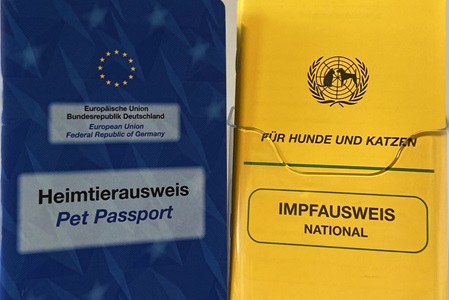 Europäische Union
Bundesrepublik Deutschland
European Union
Federal Republic of Germany
Heimtierausweis
Pet Passport
FÜR HUNDE UND KATZEN
IMPFAUSWEIS
NATIONAL